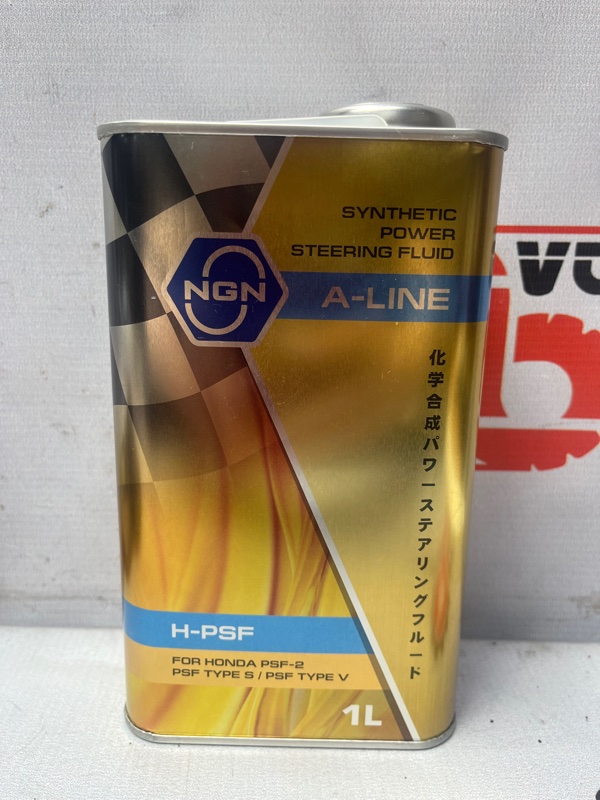 SYNTHETIC
POWER
STEERING FLUID
NGN
A-LINE
化学合成パワーステアリングフルード
H-PSF
FOR HONDA PSF-2
PSF TYPE S / PSF TYPE V
1L